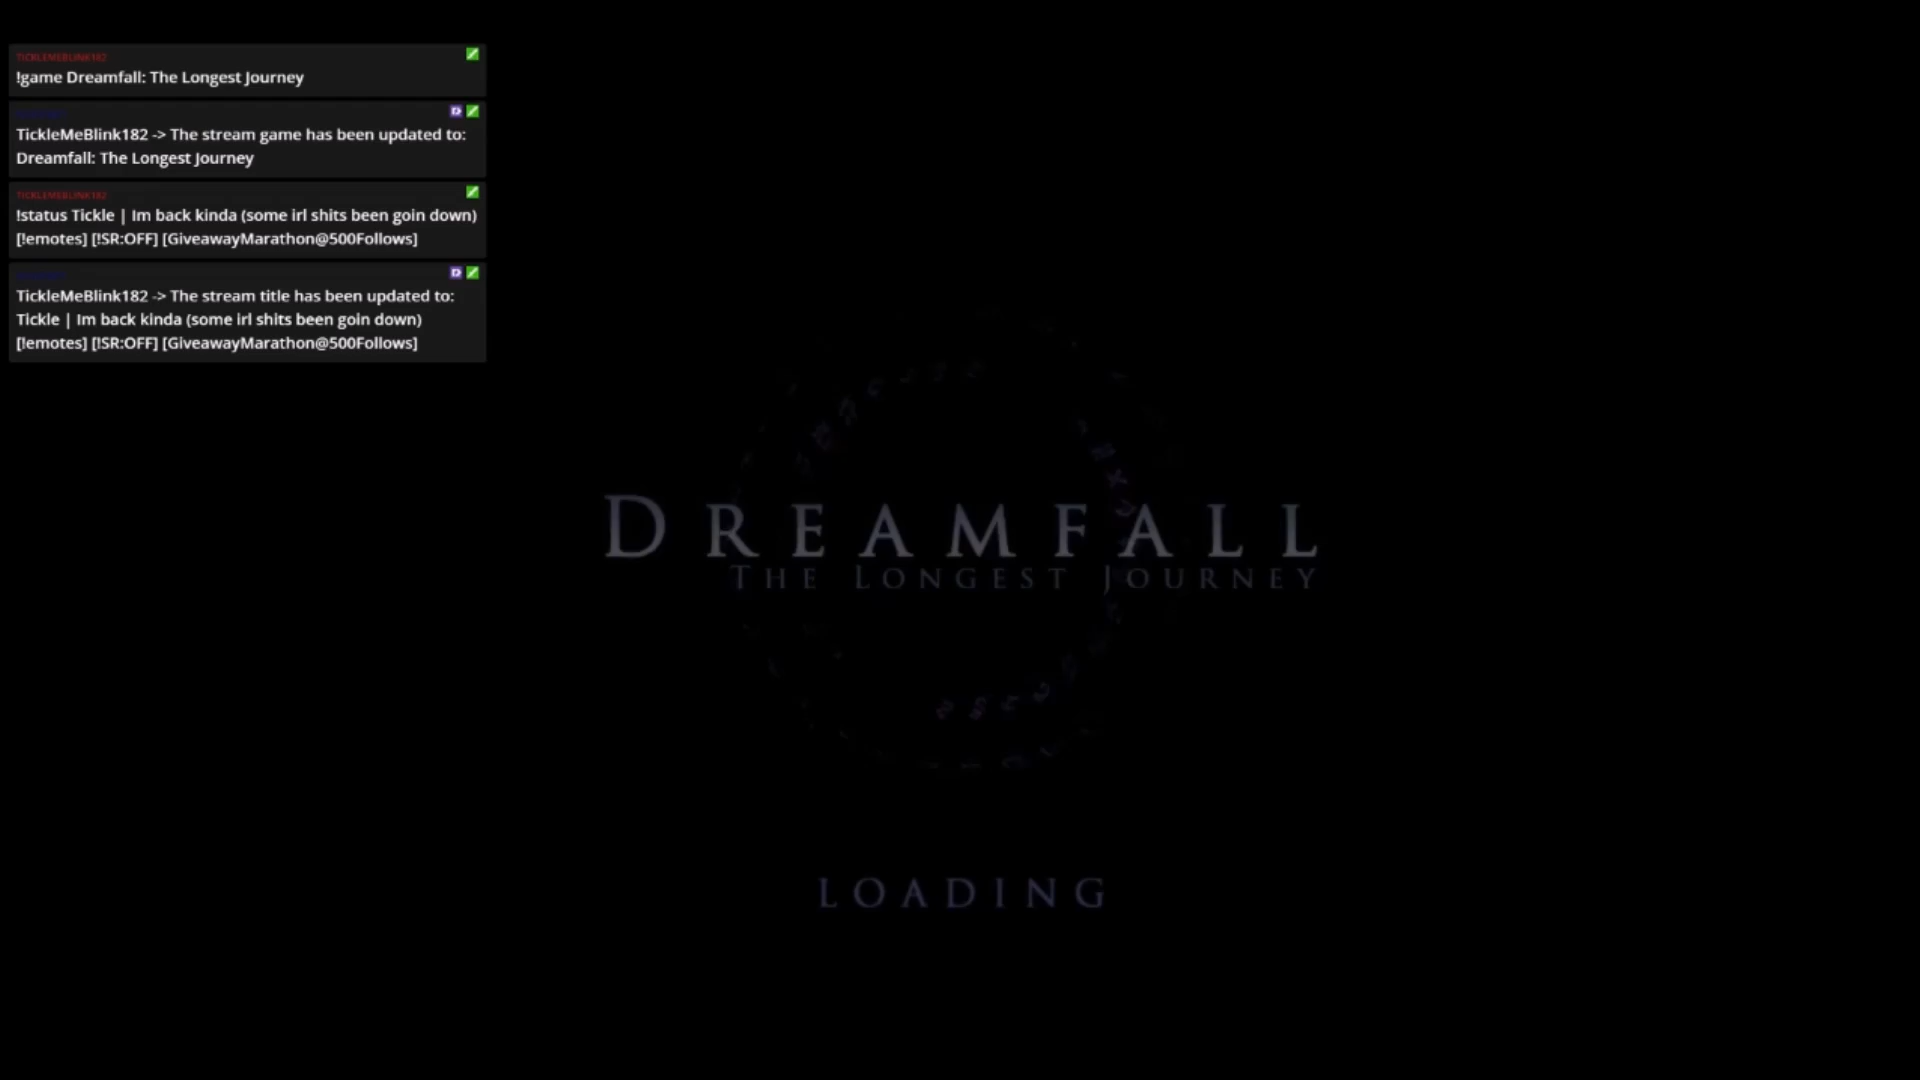 TICKLEMEBLINK182
!game Dreamfall: The Longest Journey
TickleMeBlink182 -> The stream game has been updated to:
Dreamfall: The Longest Journey
TICKLEMEBLINK182
!status Tickle | Im back kinda (some irl shits been goin down)
[!emotes] [!SR:OFF] [GiveawayMarathon@500Follows]
TickleMeBlink182 -> The stream title has been updated to:
Tickle | Im back kinda (some irl shits been goin down)
[!emotes] [!SR:OFF] [GiveawayMarathon@500Follows]
DREAMFALL
THE LONGEST JOURNEY
LOADING